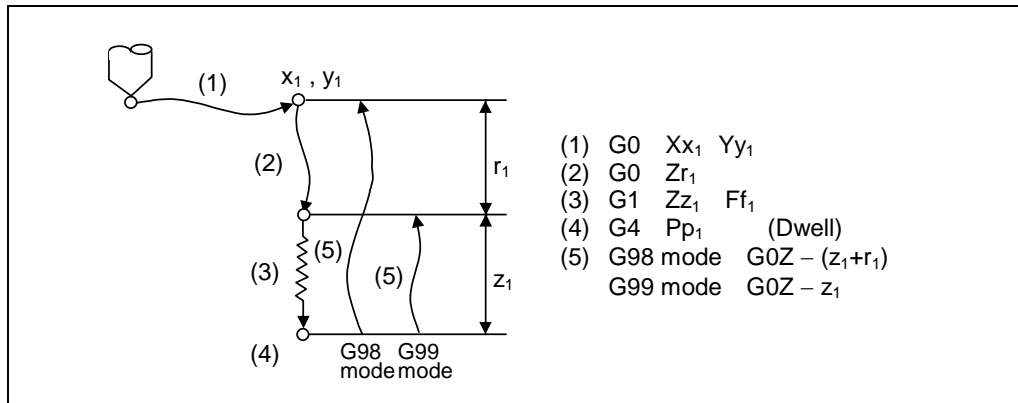 (1)
x₁ , y₁
(2)
r₁
(3)
(5)
(5)
z₁
(4)
G98 mode
G99 mode
(1) G0 Xx₁ Yy₁
(2) G0 Zr₁
(3) G1 Zz₁ Ff₁
(4) G4 Pp₁ (Dwell)
(5) G98 mode G0Z – (z₁+r₁)
G99 mode G0Z – z₁